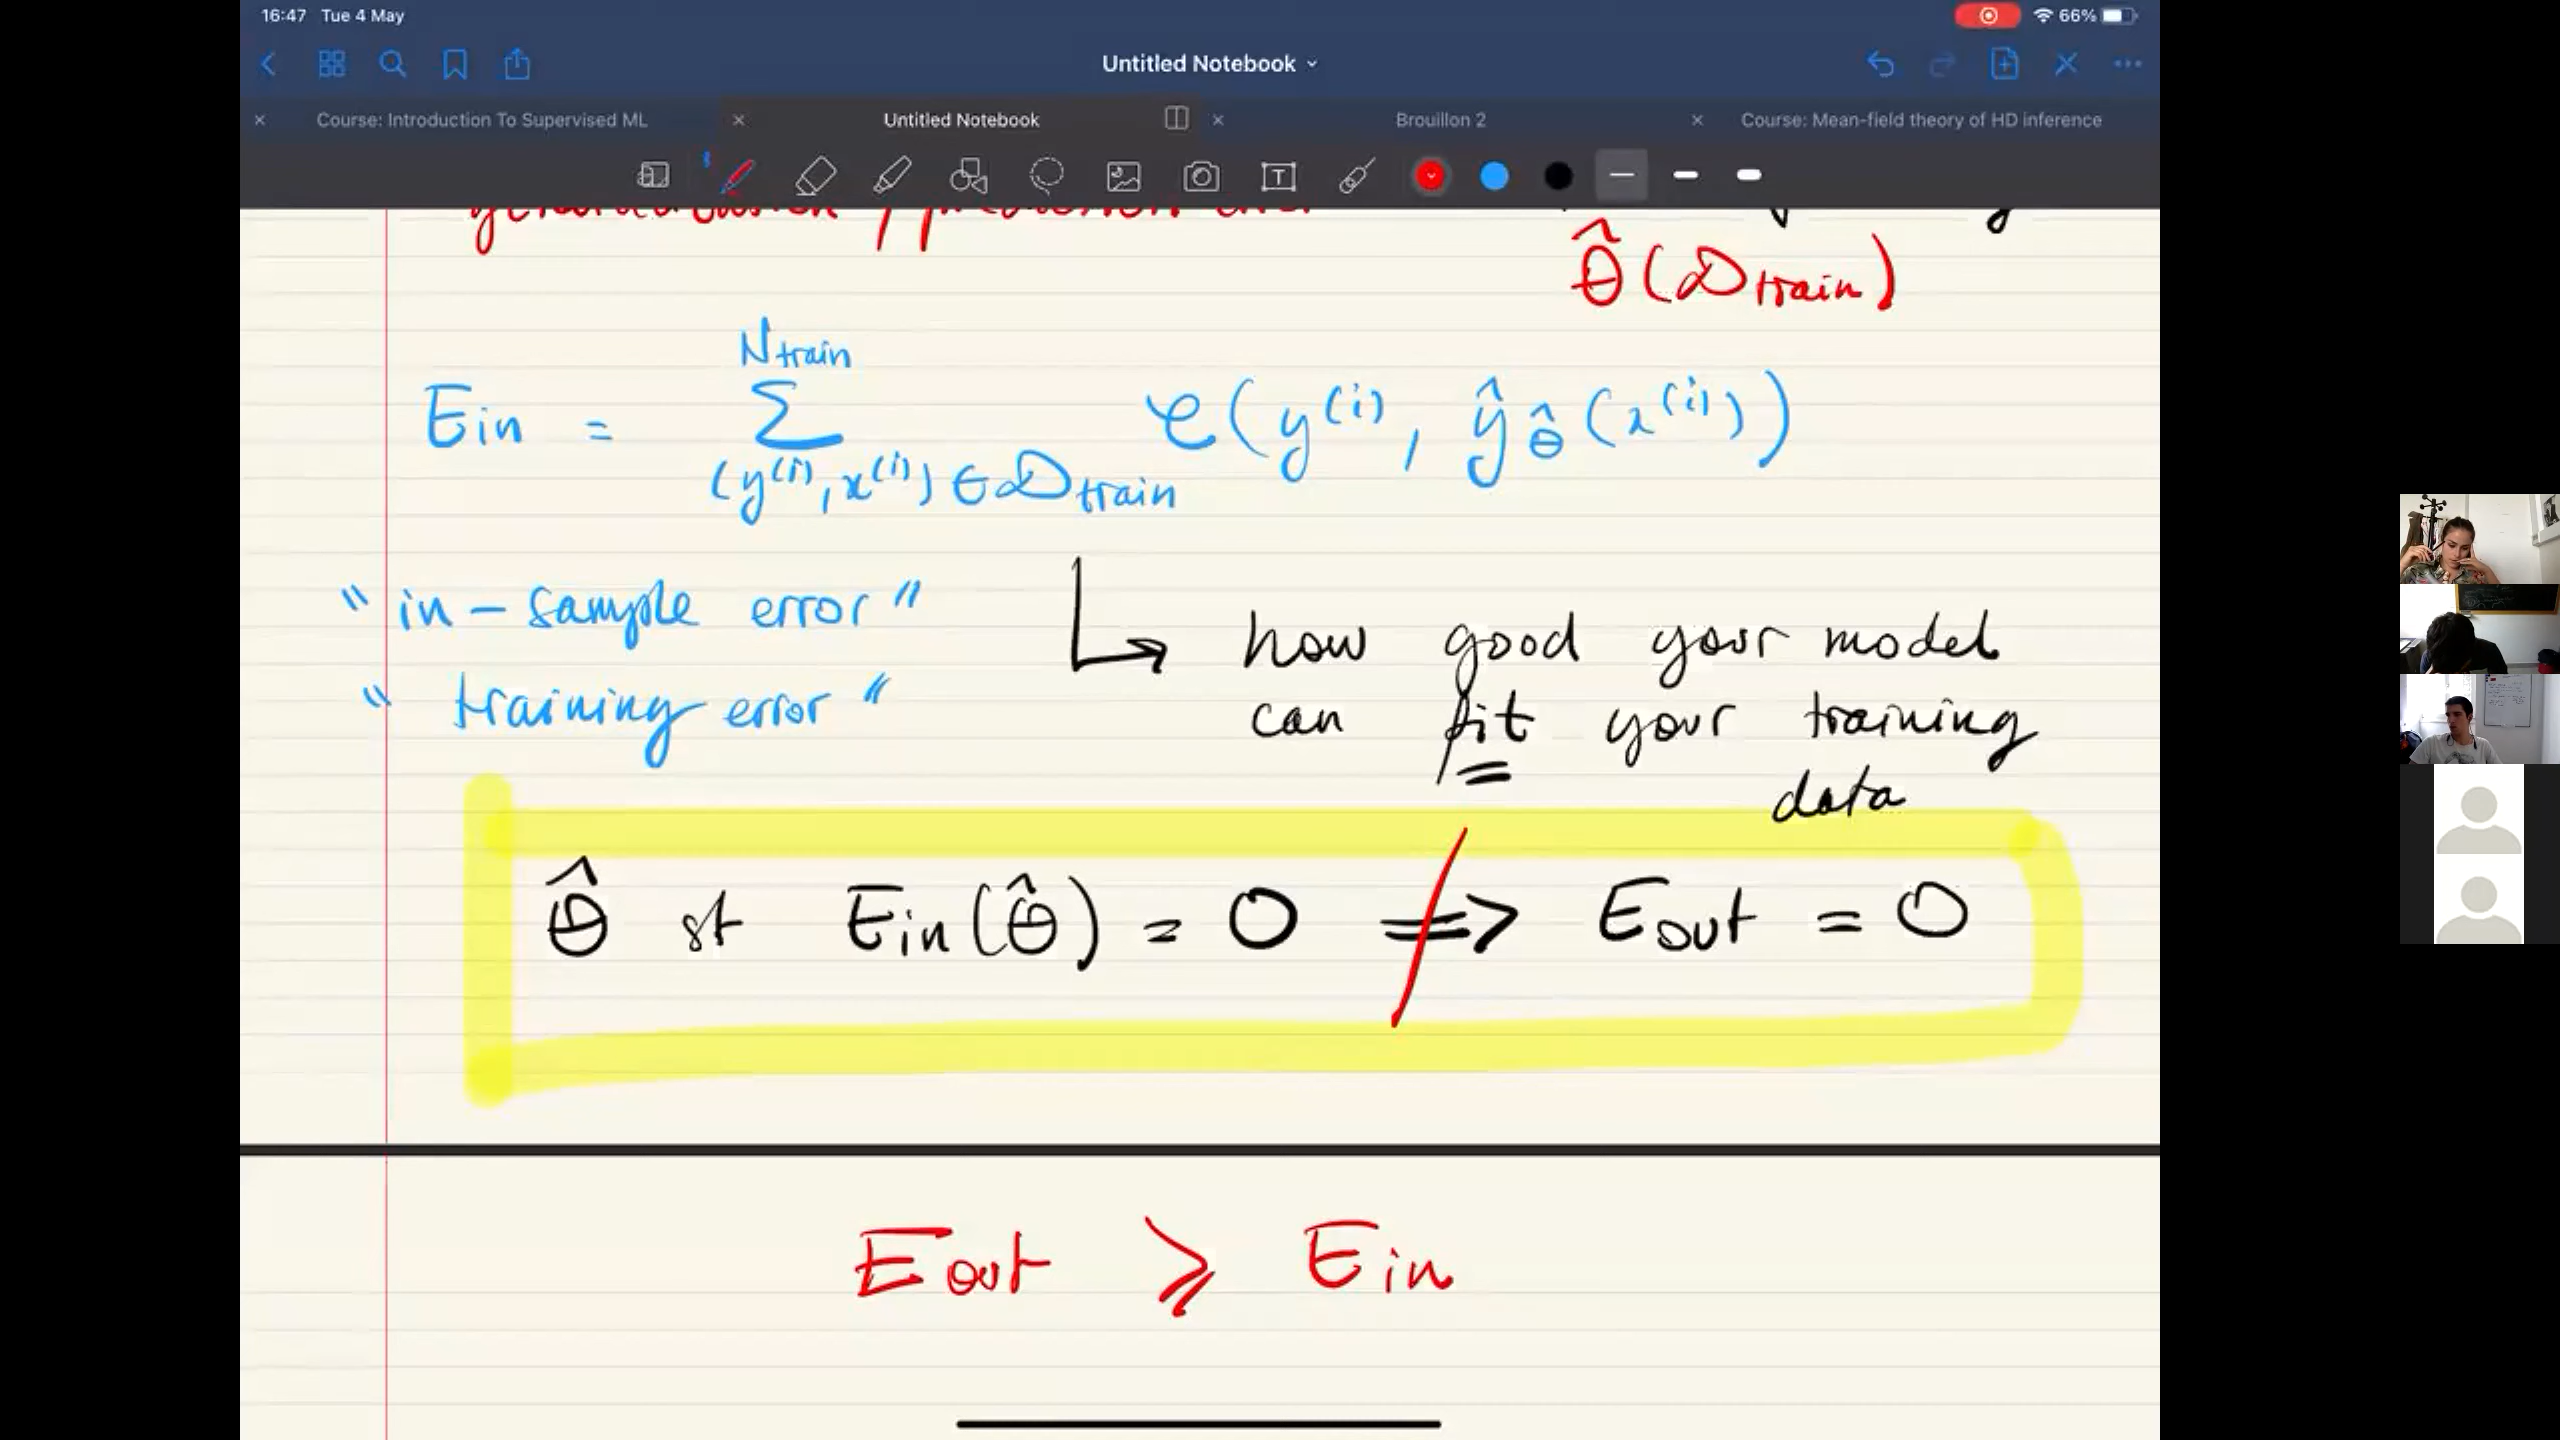 16:47 Tue 4 May
66%
Untitled Notebook
Course: Introduction To Supervised ML
Untitled Notebook
Brouillon 2
Course: Mean-field theory of HD inference
T
θ̂(𝒟train)
Ntrain
Ein = Σ ℓ(y⁽ⁱ⁾, ŷθ̂(x⁽ⁱ⁾))
(y⁽ⁱ⁾, x⁽ⁱ⁾) ∈ 𝒟train
"in-sample error"
"training error"
how good your model
can fit your training
data
θ̂ st Ein(θ̂) = 0 ⇏ Eout = 0
Eout ⩾ Ein